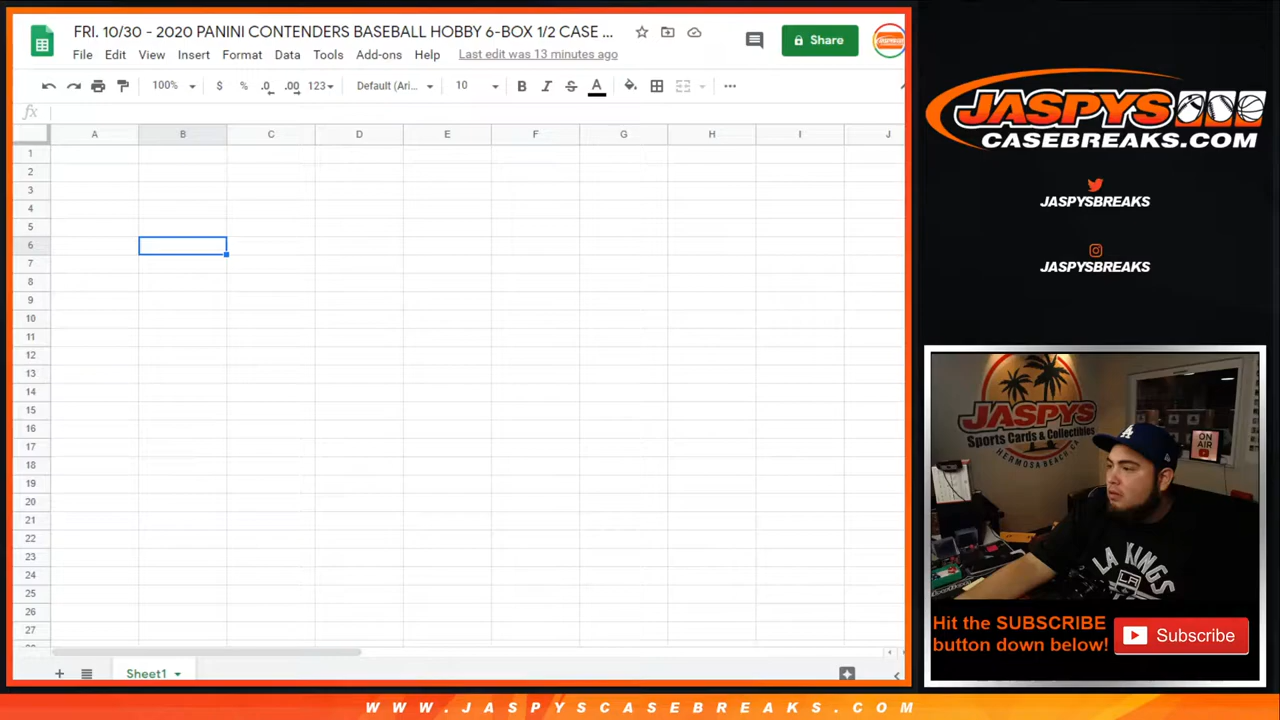 FRI. 10/30 - 2020 PANINI CONTENDERS BASEBALL HOBBY 6-BOX 1/2 CASE ...
Share
File Edit View Insert Format Data Tools Add-ons Help Last edit was 13 minutes ago
100% $ % .0 .00 123 Default (Ari... 10 B I S A
fx
A B C D E F G H I J
1
2
3
4
5
6
7
8
9
10
11
12
13
14
15
16
17
18
19
20
21
22
23
24
25
26
27
Sheet1
JASPYS
CASEBREAKS.COM
JASPYSBREAKS
JASPYSBREAKS
JASPYS
Sports Cards & Collectibles
HERMOSA BEACH, CA
ON
AIR
LA
LA KINGS
LA
Hit the SUBSCRIBE
button down below!
Subscribe
WWW.JASPYSCASEBREAKS.COM